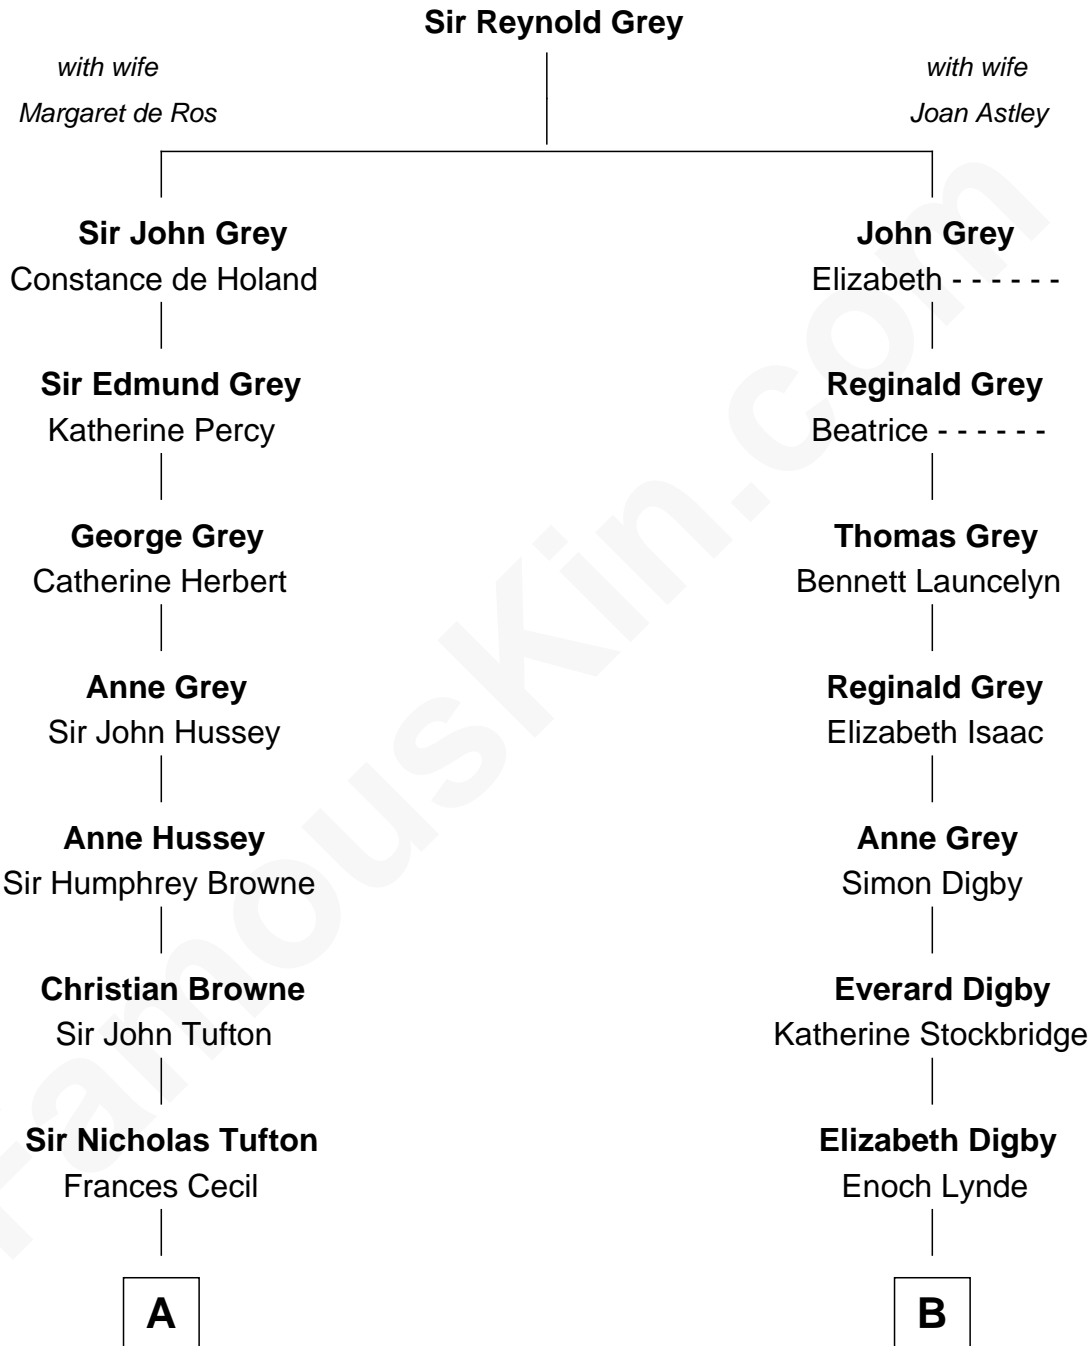 Sir Reynold Grey
with wife
Margaret de Ros
with wife
Joan Astley
Sir John Grey
Constance de Holand
John Grey
Elizabeth - - - - - -
Sir Edmund Grey
Katherine Percy
Reginald Grey
Beatrice - - - - - -
George Grey
Catherine Herbert
Thomas Grey
Bennett Launcelyn
Anne Grey
Sir John Hussey
Reginald Grey
Elizabeth Isaac
Anne Hussey
Sir Humphrey Browne
Anne Grey
Simon Digby
Christian Browne
Sir John Tufton
Everard Digby
Katherine Stockbridge
Sir Nicholas Tufton
Frances Cecil
Elizabeth Digby
Enoch Lynde
A
B
FamousKin.com